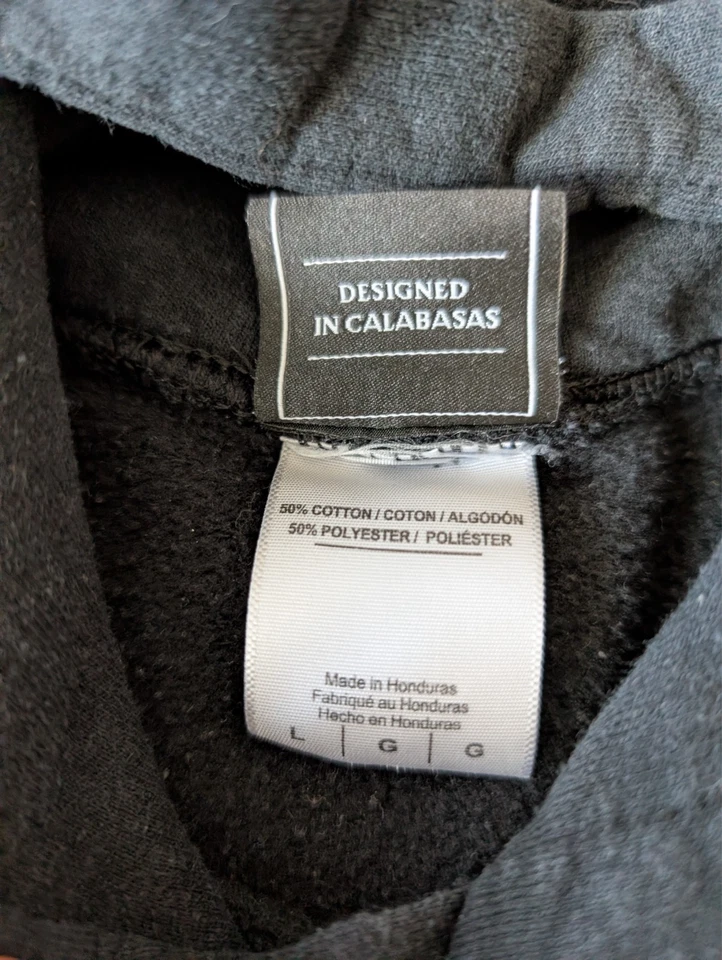 DESIGNED
IN CALABASAS
50% COTTON / COTON / ALGODÓN
50% POLYESTER / POLIÉSTER
Made in Honduras
Fabriqué au Honduras
Hecho en Honduras
L | G | G